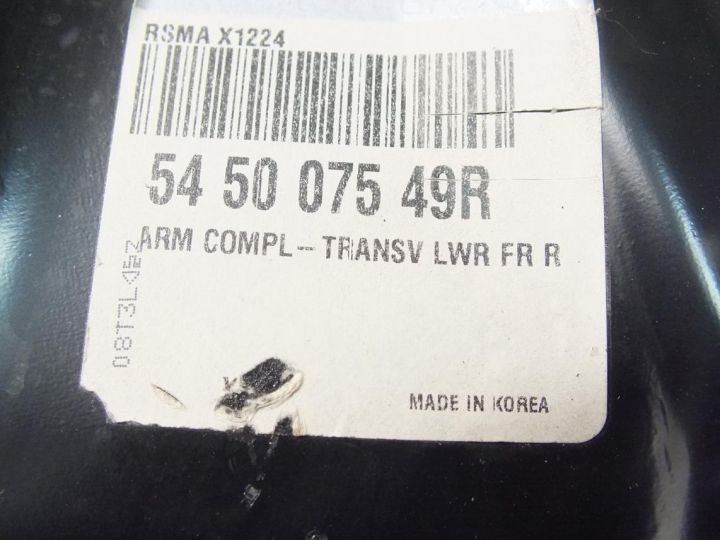 RSMA X1224
54 50 075 49R
ARM COMPL-TRANSV LWR FR R
MADE IN KOREA